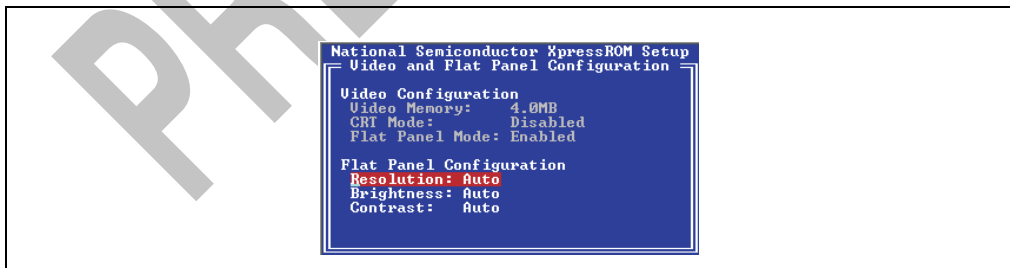 National Semiconductor XpressROM Setup
Video and Flat Panel Configuration
Video Configuration
Video Memory: 4.0MB
CRT Mode: Disabled
Flat Panel Mode: Enabled
Flat Panel Configuration
Resolution: Auto
Brightness: Auto
Contrast: Auto